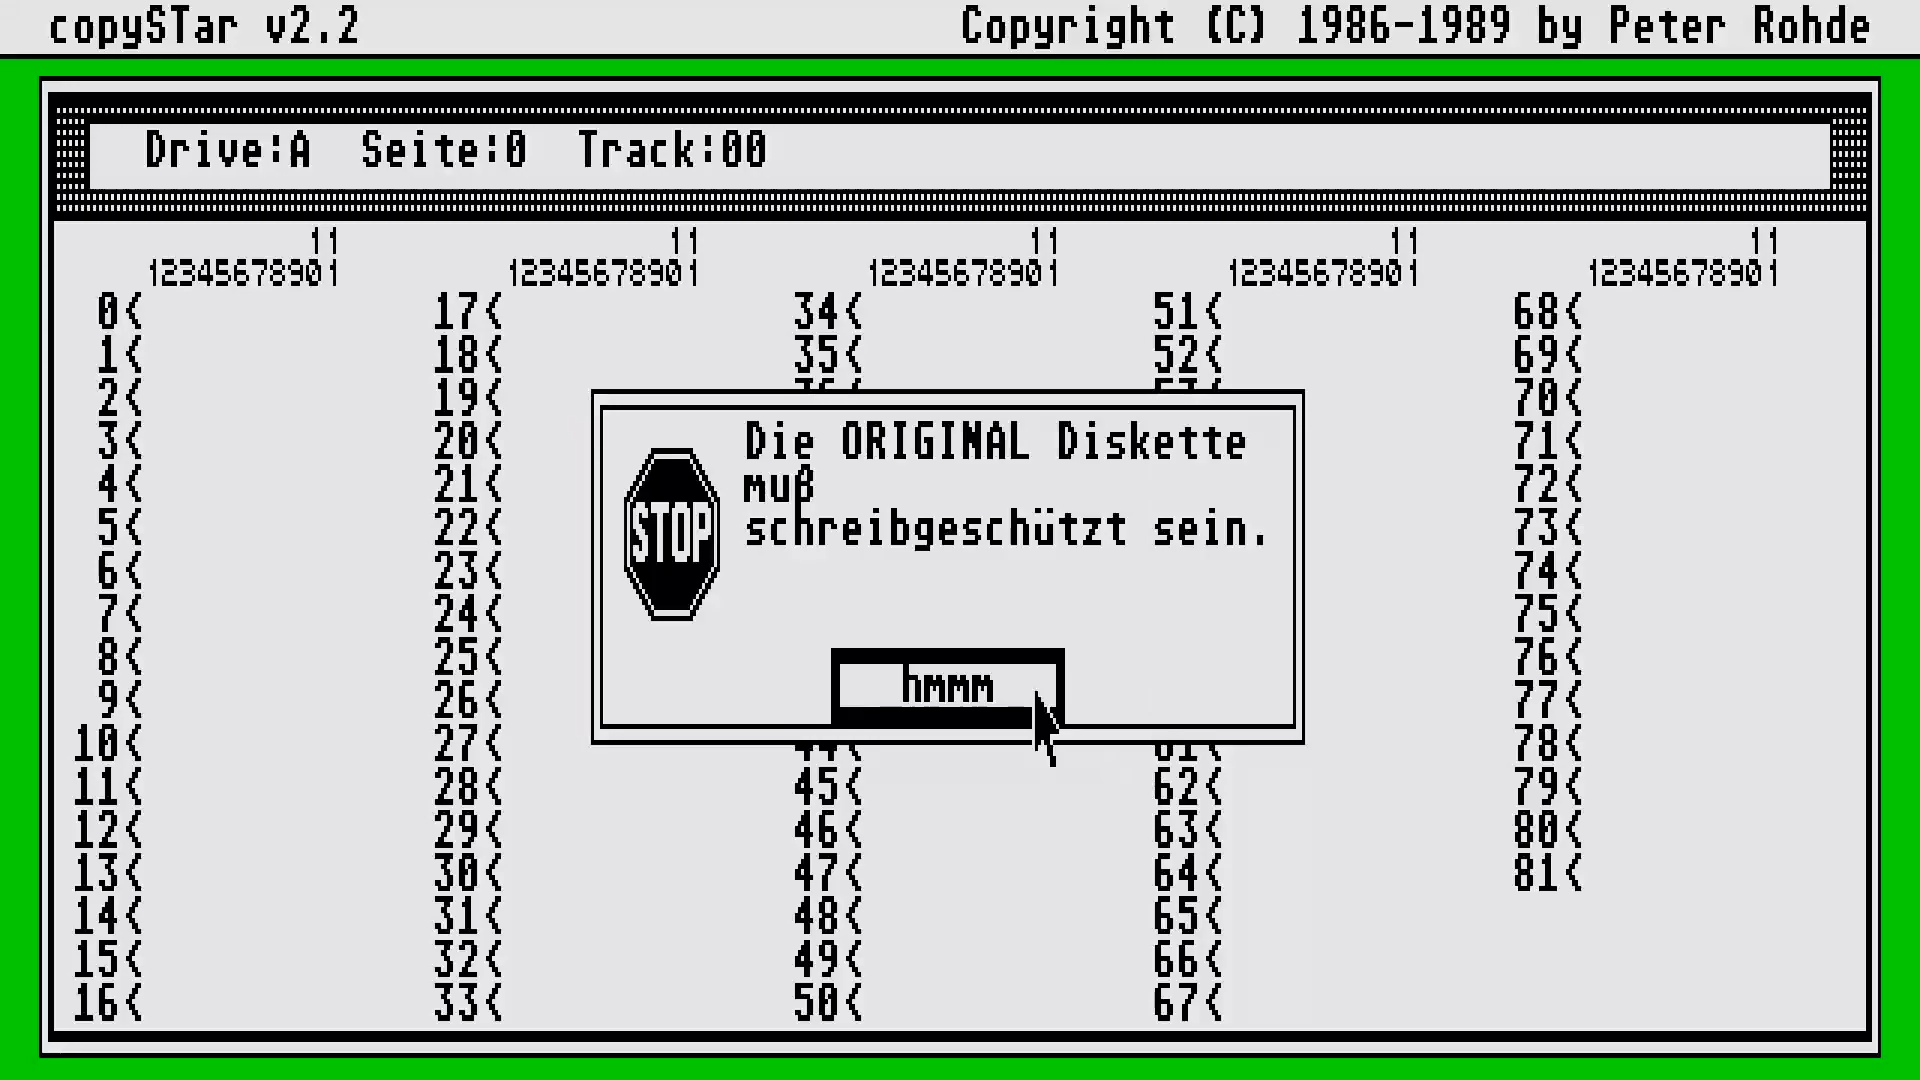 copySTar v2.2 Copyright (C) 1986-1989 by Peter Rohde
Drive:A Seite:0 Track:00
11 11 11 11 11
12345678901 12345678901 12345678901 12345678901 12345678901
0< 17< 34< 51< 68<
1< 18< 35< 52< 69<
2< 19< 70<
3< 20< 71<
4< 21< 72<
5< 22< 73<
6< 23< 74<
7< 24< 75<
8< 25< 76<
9< 26< 77<
10< 27< 78<
11< 28< 45< 62< 79<
12< 29< 46< 63< 80<
13< 30< 47< 64< 81<
14< 31< 48< 65<
15< 32< 49< 66<
16< 33< 50< 67<
Die ORIGINAL Diskette
muß
schreibgeschützt sein.
STOP
hmmm